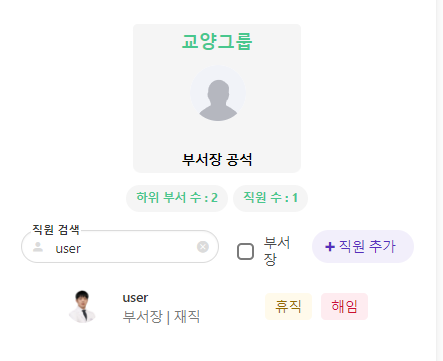 교양그룹
부서장 공석
하위 부서 수 : 2 직원 수 : 1
직원 검색
user
부서
장
+ 직원 추가
user
부서장 | 재직
휴직 해임